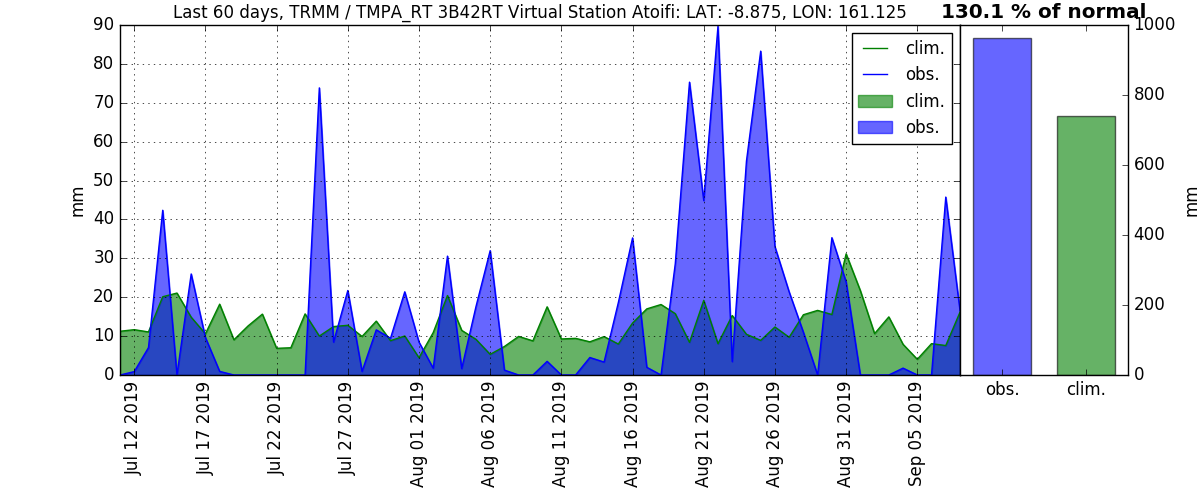 Last 60 days, TRMM / TMPA_RT 3B42RT Virtual Station Atoifi: LAT: -8.875, LON: 161.125
130.1 % of normal
90
80
70
60
50
40
30
20
10
0
mm
clim.
obs.
clim.
obs.
Jul 12 2019
Jul 17 2019
Jul 22 2019
Jul 27 2019
Aug 01 2019
Aug 06 2019
Aug 11 2019
Aug 16 2019
Aug 21 2019
Aug 26 2019
Aug 31 2019
Sep 05 2019
1000
800
600
400
200
0
mm
obs.
clim.